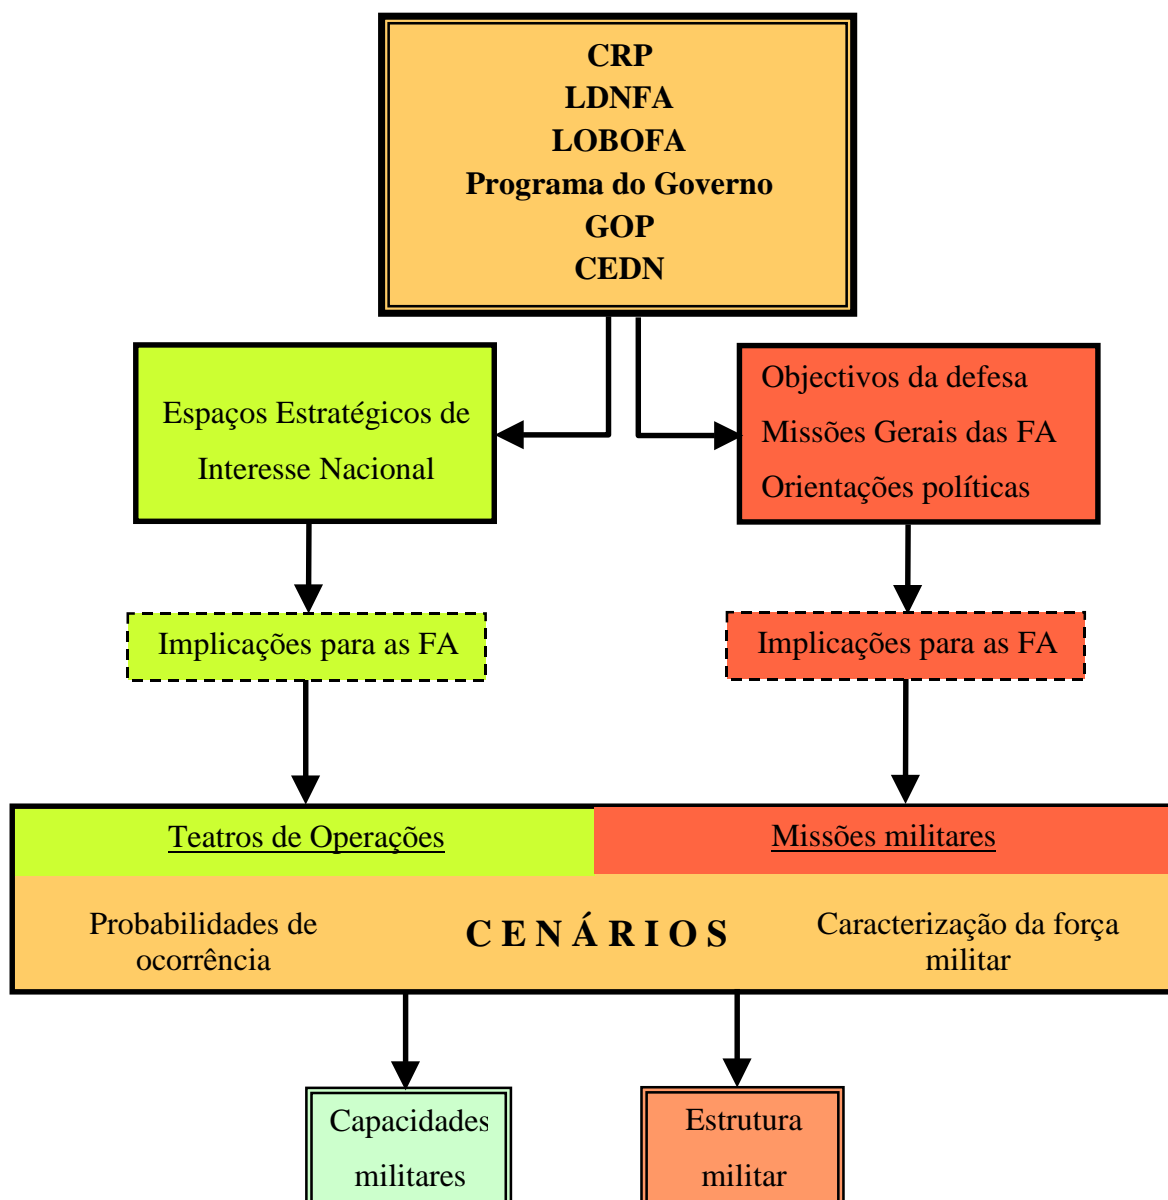 CRP
LDNFA
LOBOFA
Programa do Governo
GOP
CEDN
Espaços Estratégicos de
Interesse Nacional
Objectivos da defesa
Missões Gerais das FA
Orientações políticas
Implicações para as FA
Implicações para as FA
Teatros de Operações
Missões militares
Probabilidades de
ocorrência
C E N Á R I O S
Caracterização da força
militar
Capacidades
militares
Estrutura
militar